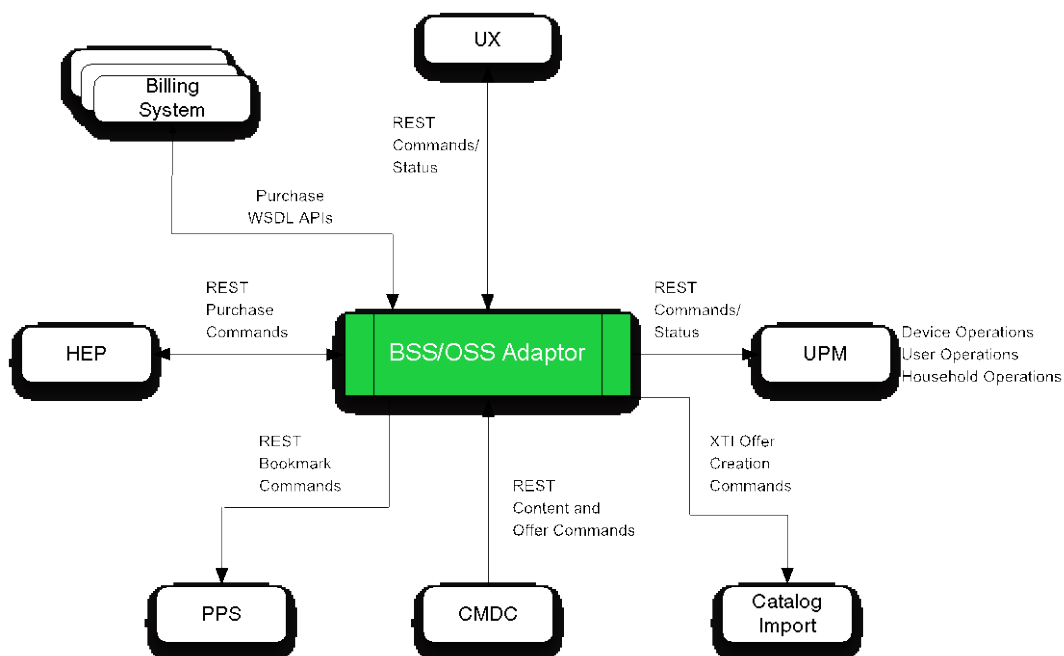 UX
Billing
System
REST
Commands/
Status
Purchase
WSDL APIs
REST
Purchase
Commands
REST
Commands/
Status
HEP
BSS/OSS Adaptor
UPM
Device Operations
User Operations
Household Operations
REST
Bookmark
Commands
REST
Content and
Offer Commands
XTI Offer
Creation
Commands
PPS
CMDC
Catalog
Import